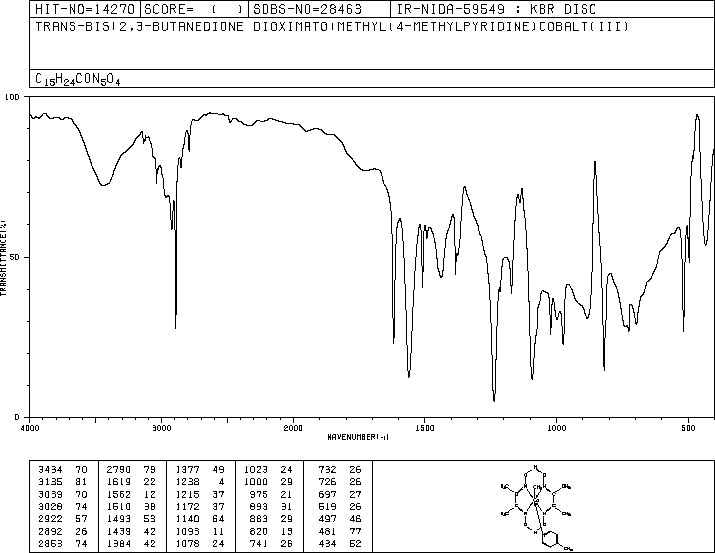 HIT-NO=14270 SCORE= ( ) SDBS-NO=28463 IR-NIDA-59549 : KBR DISC
TRANS-BIS(2,3-BUTANEDIONE DIOXIMATO)METHYL(4-METHYLPYRIDINE)COBALT(III)
C15H24CON5O4
100
50
0
TRANSMITTANCE(%)
4000 3000 2000 1500 1000 500
WAVENUMBER(-1)
3434 70 2790 79 1377 49 1023 24 732 26
3135 81 1619 22 1238 4 1000 29 726 26
3039 70 1562 12 1215 37 975 21 697 27
3028 74 1510 38 1172 37 893 31 519 26
2922 57 1493 53 1140 64 883 29 497 46
2892 26 1439 42 1093 11 820 13 481 77
2863 74 1384 42 1078 24 741 26 434 52